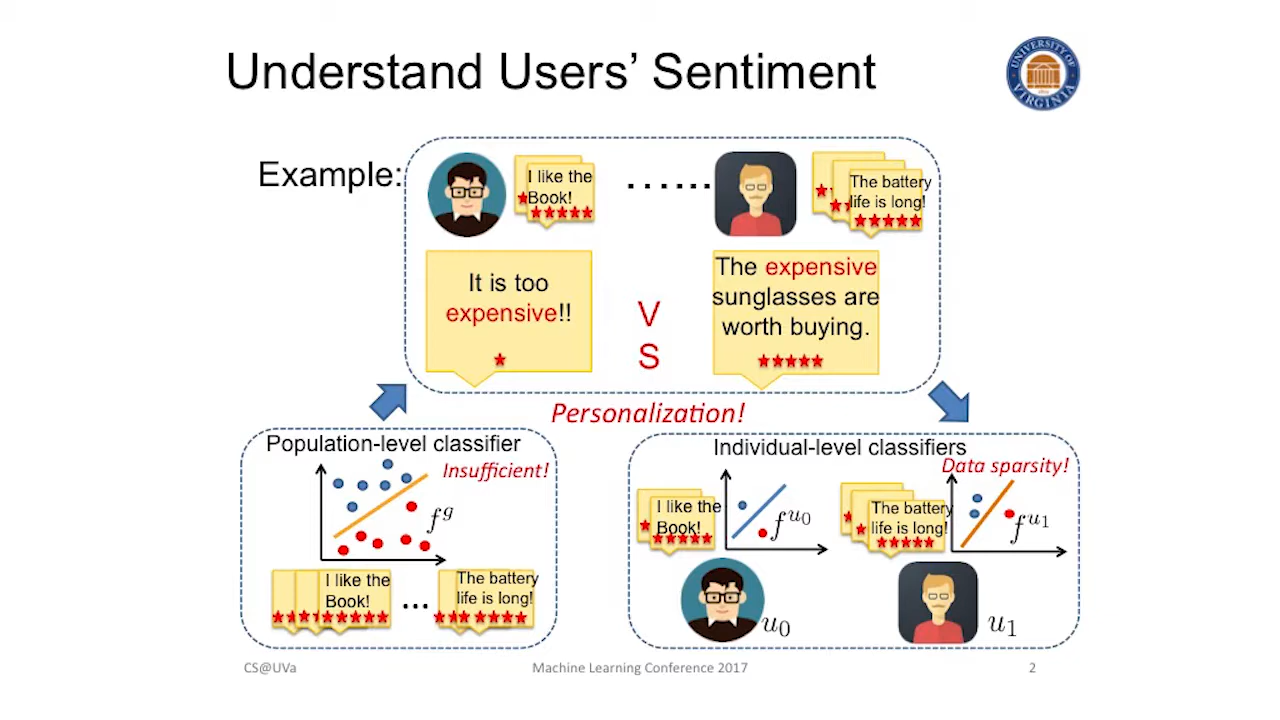 Understand Users' Sentiment
UNIVERSITY OF VIRGINIA
Example:
I like the
Book!
......
The battery
life is long!
It is too
expensive!!
V
S
The expensive
sunglasses are
worth buying.
Personalization!
Population-level classifier
Insufficient!
f^g
I like the
Book!
...
The battery
life is long!
Individual-level classifiers
Data sparsity!
I like the
Book!
f^{u_0}
The battery
life is long!
f^{u_1}
u_0
u_1
CS@UVa
Machine Learning Conference 2017
2